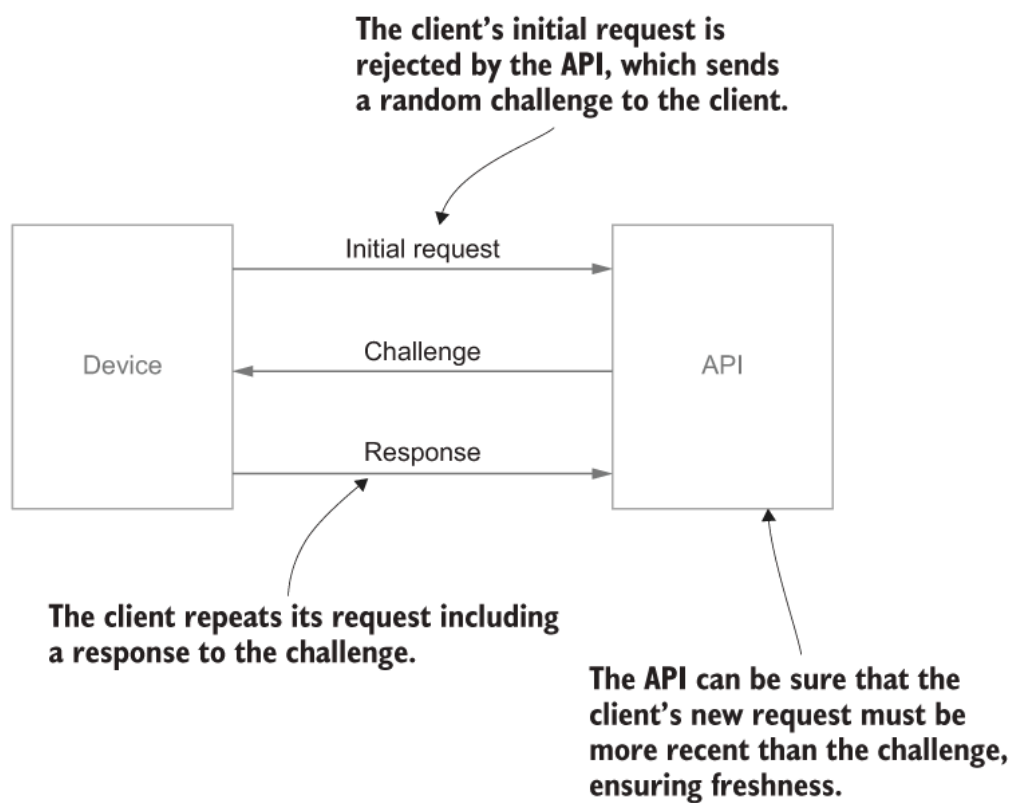 The client’s initial request is
rejected by the API, which sends
a random challenge to the client.
Initial request
Device
Challenge
API
Response
The client repeats its request including
a response to the challenge.
The API can be sure that the
client’s new request must be
more recent than the challenge,
ensuring freshness.